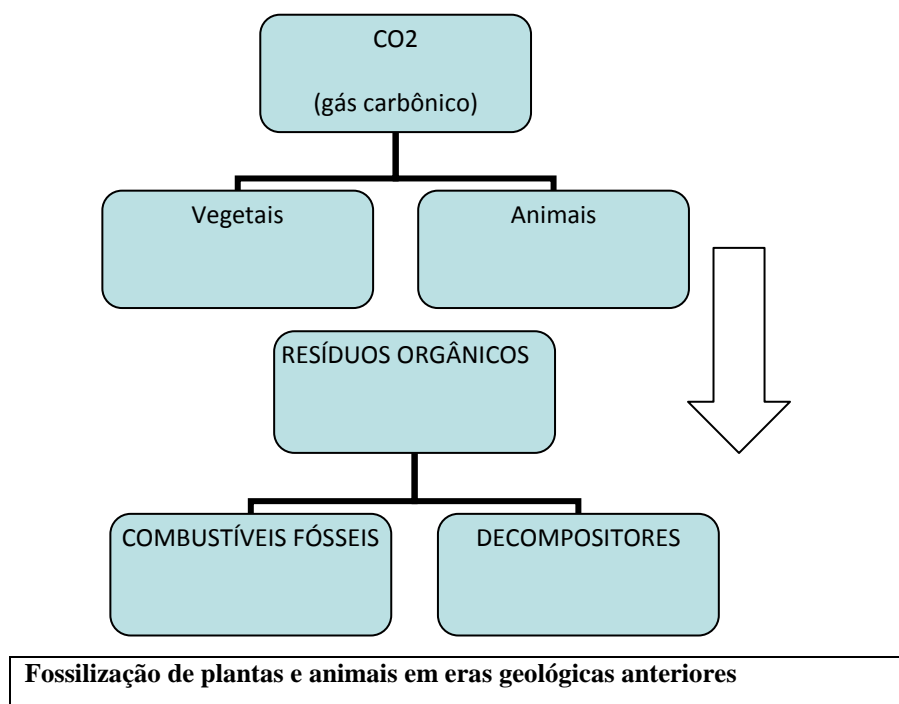 CO2
(gás carbônico)
Vegetais
Animais
RESÍDUOS ORGÂNICOS
COMBUSTÍVEIS FÓSSEIS
DECOMPOSITORES
Fossilização de plantas e animais em eras geológicas anteriores